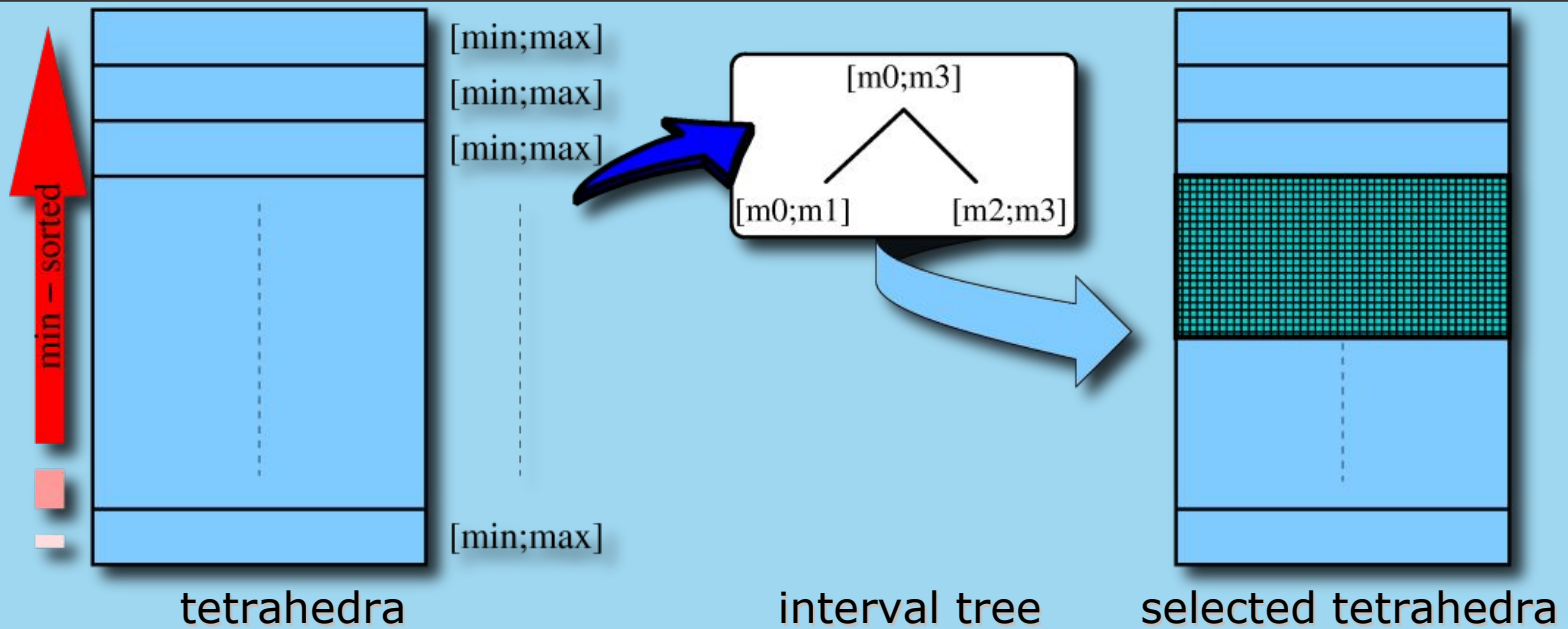 [min;max]
[min;max]
[min;max]
[min;max]
min – sorted
[m0;m3]
[m0;m1] [m2;m3]
tetrahedra
interval tree
selected tetrahedra